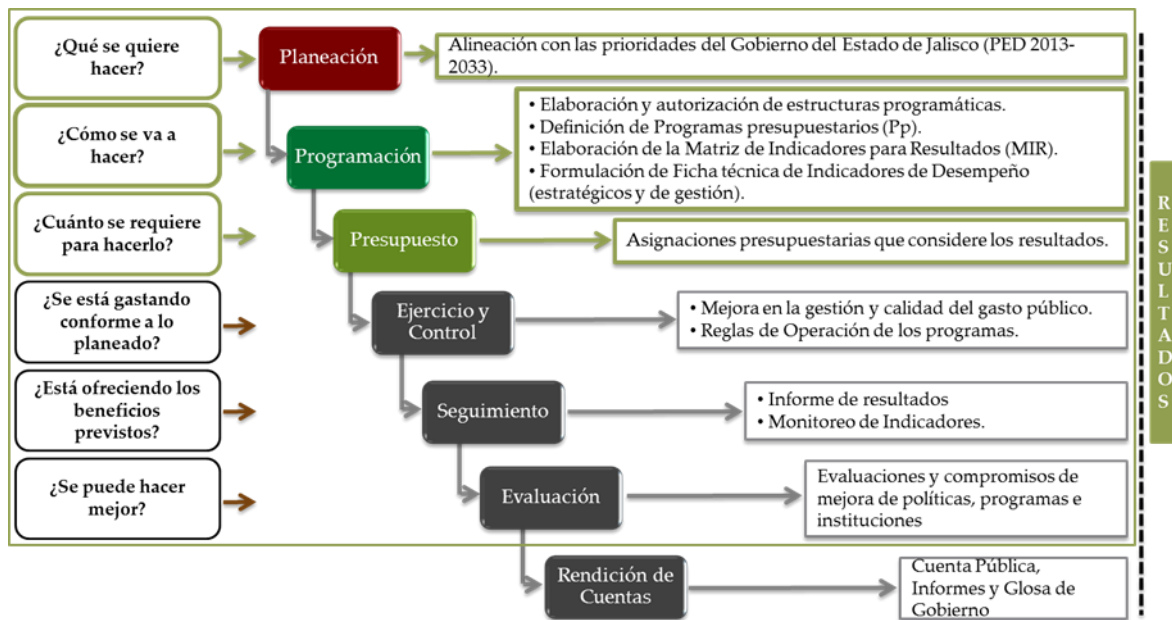 ¿Qué se quiere
hacer?
Planeación
Alineación con las prioridades del Gobierno del Estado de Jalisco (PED 2013-
2033).
¿Cómo se va a
hacer?
Programación
• Elaboración y autorización de estructuras programáticas.
• Definición de Programas presupuestarios (Pp).
• Elaboración de la Matriz de Indicadores para Resultados (MIR).
• Formulación de Ficha técnica de Indicadores de Desempeño
(estratégicos y de gestión).
¿Cuánto se requiere
para hacerlo?
Presupuesto
Asignaciones presupuestarias que considere los resultados.
¿Se está gastando
conforme a lo
planeado?
Ejercicio y
Control
• Mejora en la gestión y calidad del gasto público.
• Reglas de Operación de los programas.
¿Está ofreciendo los
beneficios
previstos?
Seguimiento
• Informe de resultados
• Monitoreo de Indicadores.
¿Se puede hacer
mejor?
Evaluación
Evaluaciones y compromisos de
mejora de políticas, programas e
instituciones
Rendición de
Cuentas
Cuenta Pública,
Informes y Glosa de
Gobierno
RESULTADOS